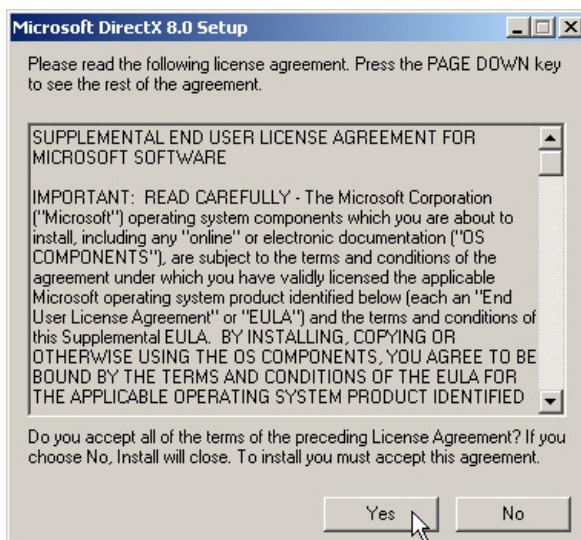 Microsoft DirectX 8.0 Setup
Please read the following license agreement. Press the PAGE DOWN key
to see the rest of the agreement.
SUPPLEMENTAL END USER LICENSE AGREEMENT FOR
MICROSOFT SOFTWARE
IMPORTANT:  READ CAREFULLY - The Microsoft Corporation
("Microsoft") operating system components which you are about to
install, including any "online" or electronic documentation ("OS
COMPONENTS"), are subject to the terms and conditions of the
agreement under which you have validly licensed the applicable
Microsoft operating system product identified below (each an "End
User License Agreement" or "EULA") and the terms and conditions of
this Supplemental EULA.  BY INSTALLING, COPYING OR
OTHERWISE USING THE OS COMPONENTS, YOU AGREE TO BE
BOUND BY THE TERMS AND CONDITIONS OF THE EULA FOR
THE APPLICABLE OPERATING SYSTEM PRODUCT IDENTIFIED
Do you accept all of the terms of the preceding License Agreement? If you
choose No, Install will close. To install you must accept this agreement.
Yes
No